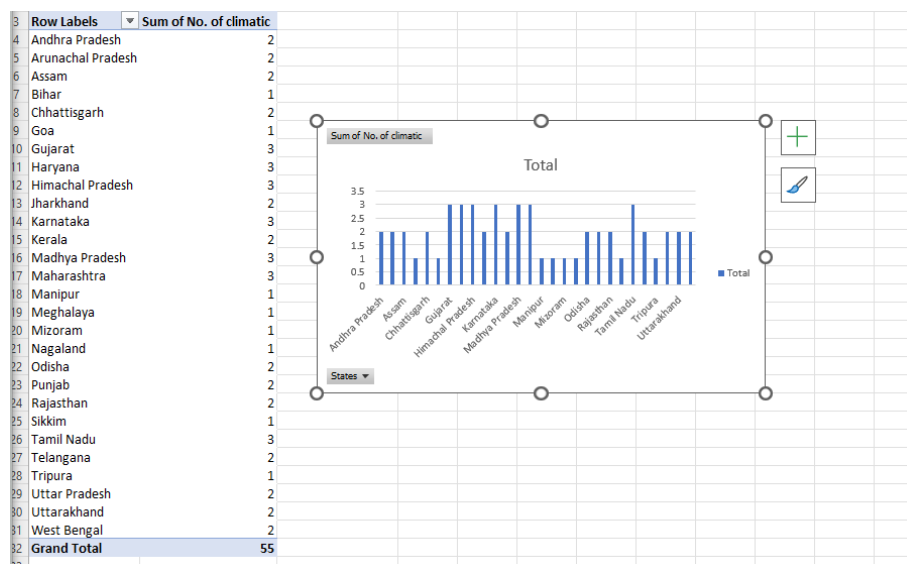 3 Row Labels Sum of No. of climatic
4 Andhra Pradesh 2
5 Arunachal Pradesh 2
6 Assam 2
7 Bihar 1
8 Chhattisgarh 2
9 Goa 1
10 Gujarat 3
11 Haryana 3
12 Himachal Pradesh 3
13 Jharkhand 2
14 Karnataka 3
15 Kerala 2
16 Madhya Pradesh 3
17 Maharashtra 3
18 Manipur 1
19 Meghalaya 1
20 Mizoram 1
21 Nagaland 1
22 Odisha 2
23 Punjab 2
24 Rajasthan 2
25 Sikkim 1
26 Tamil Nadu 3
27 Telangana 2
28 Tripura 1
29 Uttar Pradesh 2
30 Uttarakhand 2
31 West Bengal 2
32 Grand Total 55
Sum of No. of climatic
Total
3.5
3
2.5
2
1.5
1
0.5
0
Andhra Pradesh
Assam
Chhattisgarh
Gujarat
Himachal Pradesh
Karnataka
Madhya Pradesh
Manipur
Mizoram
Odisha
Rajasthan
Tamil Nadu
Tripura
Uttarakhand
Total
States